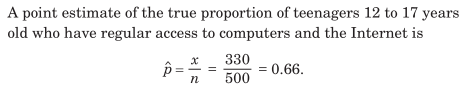 A point estimate of the true proportion of teenagers 12 to 17 years
old who have regular access to computers and the Internet is
p̂ = x/n = 330/500 = 0.66.